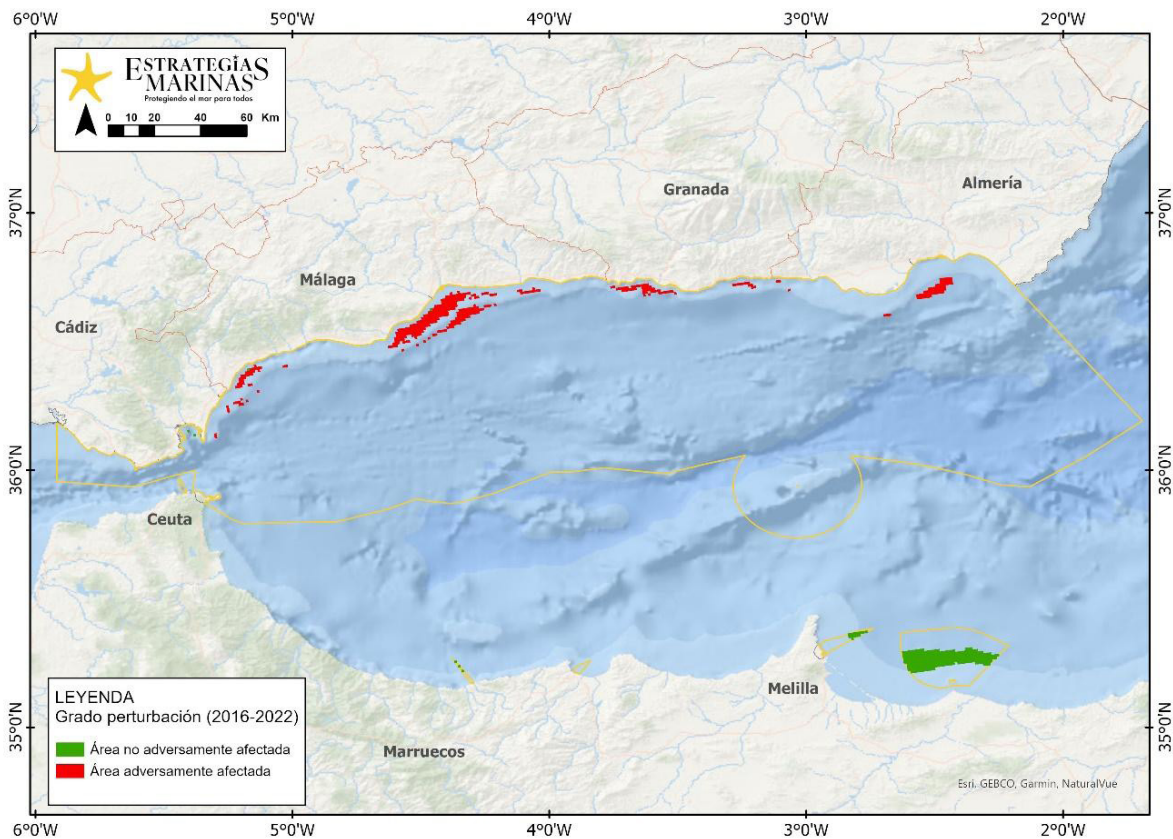 6°0'W 5°0'W 4°0'W 3°0'W 2°0'W
ESTRATEGIAS
MARINAS
Protegiendo el mar para todos
0 10 20 40 60 Km
37°0'N
37°0'N
Granada
Almería
Málaga
Cádiz
36°0'N
36°0'N
Ceuta
Melilla
Marruecos
35°0'N
35°0'N
LEYENDA
Grado perturbación (2016-2022)
Área no adversamente afectada
Área adversamente afectada
Esri, GEBCO, Garmin, NaturalVue
6°0'W 5°0'W 4°0'W 3°0'W 2°0'W